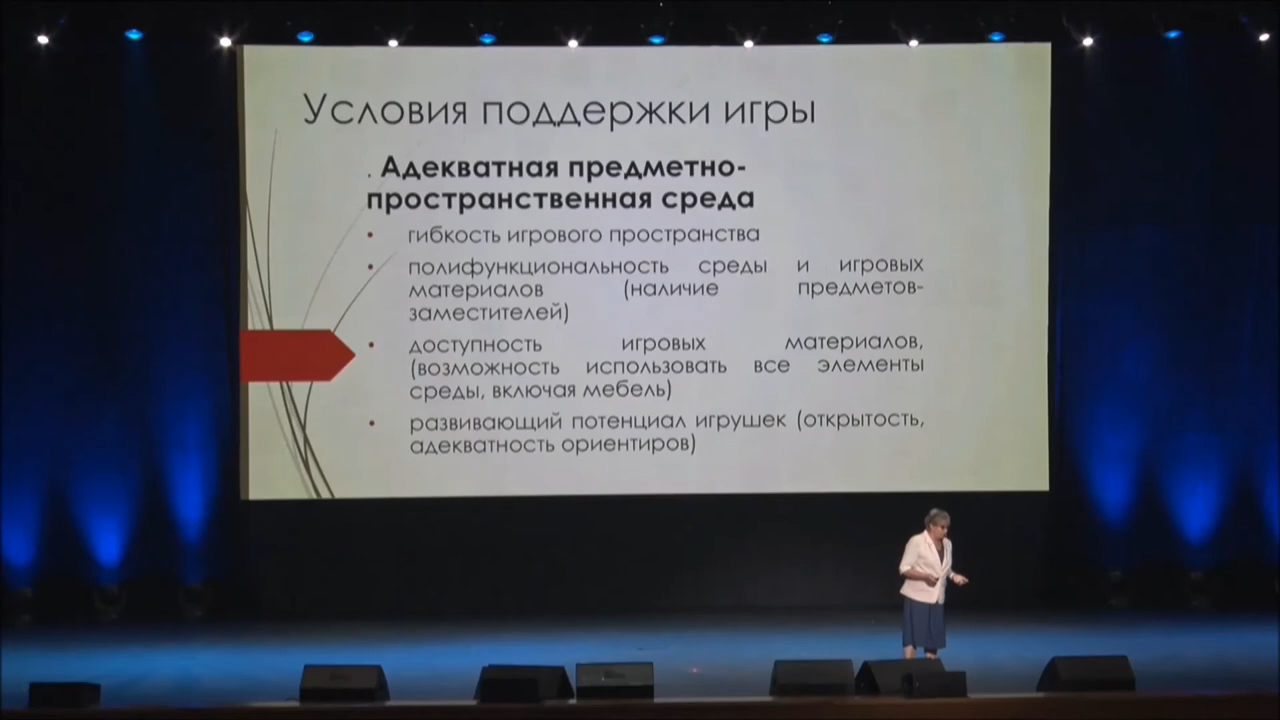 Условия поддержки игры
. Адекватная предметно-
пространственная среда
• гибкость игрового пространства
• полифункциональность среды и игровых
материалов (наличие предметов-
заместителей)
• доступность игровых материалов,
(возможность использовать все элементы
среды, включая мебель)
• развивающий потенциал игрушек (открытость,
адекватность ориентиров)